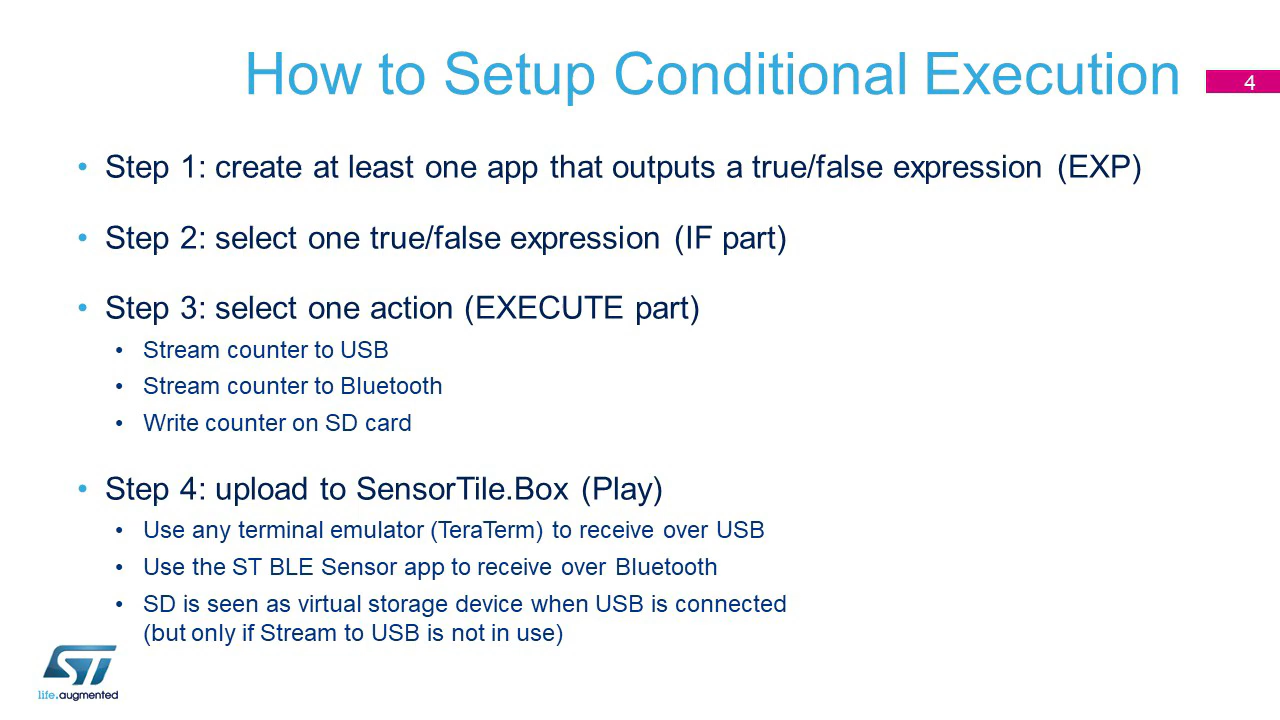 How to Setup Conditional Execution
4
• Step 1: create at least one app that outputs a true/false expression (EXP)
• Step 2: select one true/false expression (IF part)
• Step 3: select one action (EXECUTE part)
• Stream counter to USB
• Stream counter to Bluetooth
• Write counter on SD card
• Step 4: upload to SensorTile.Box (Play)
• Use any terminal emulator (TeraTerm) to receive over USB
• Use the ST BLE Sensor app to receive over Bluetooth
• SD is seen as virtual storage device when USB is connected
(but only if Stream to USB is not in use)
ST
life.augmented